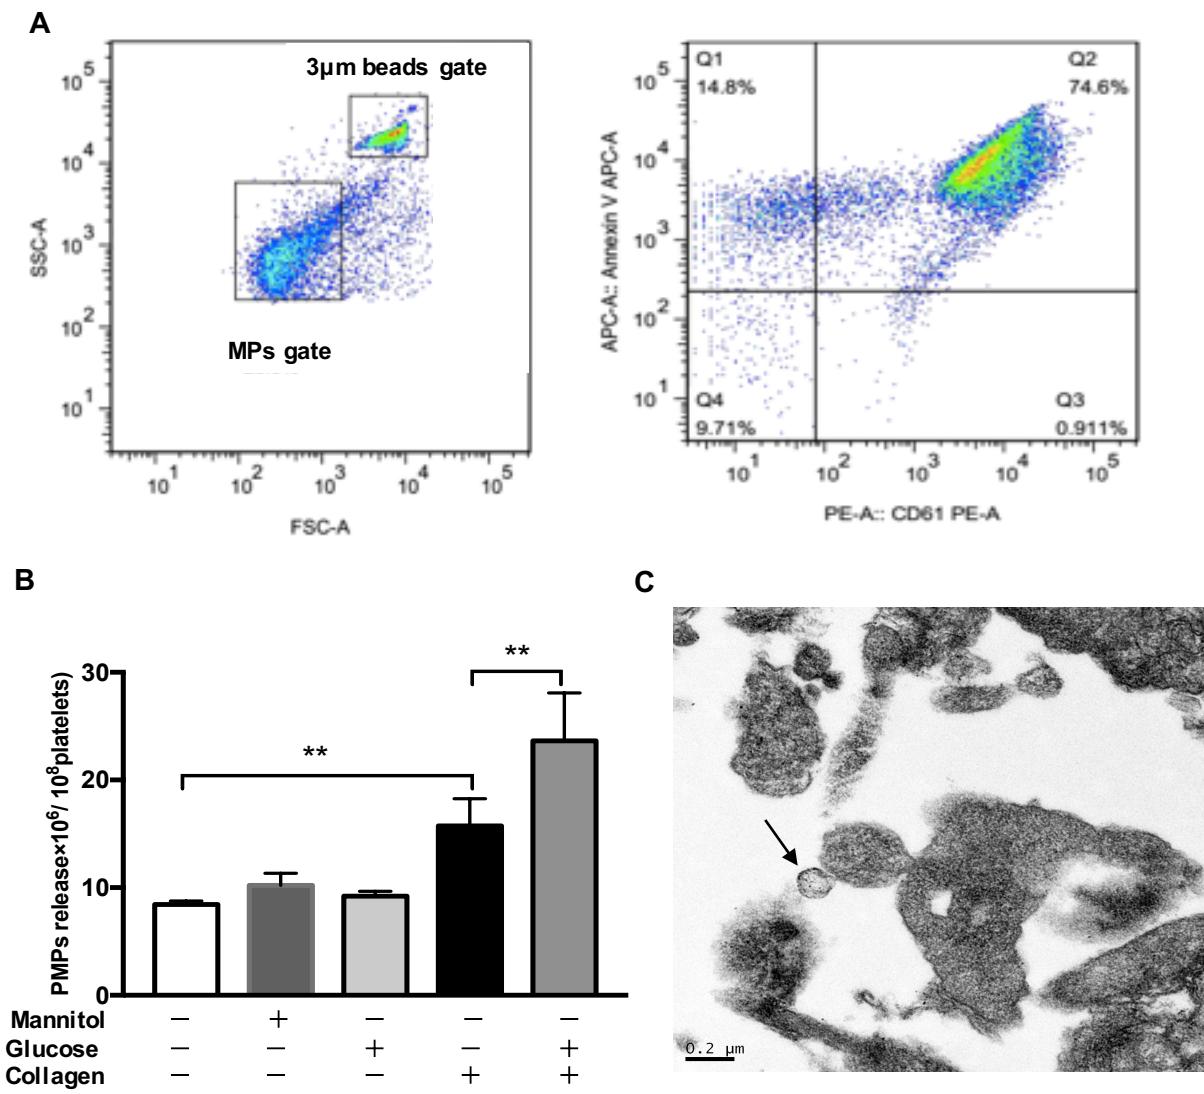 A
3µm beads gate
10^5
10^4
10^3
10^2
10^1
SSC-A
MPs gate
10^1 10^2 10^3 10^4 10^5
FSC-A
Q1
14.8%
Q2
74.6%
10^5
10^4
10^3
10^2
10^1
APC-A:: Annexin V APC-A
Q4
9.71%
Q3
0.911%
10^1 10^2 10^3 10^4 10^5
PE-A:: CD61 PE-A
B
PMPs release×10^6/ 10^8platelets)
30
20
10
0
**
**
Mannitol − + − − −
Glucose − − + − +
Collagen − − − + +
C
0.2 µm